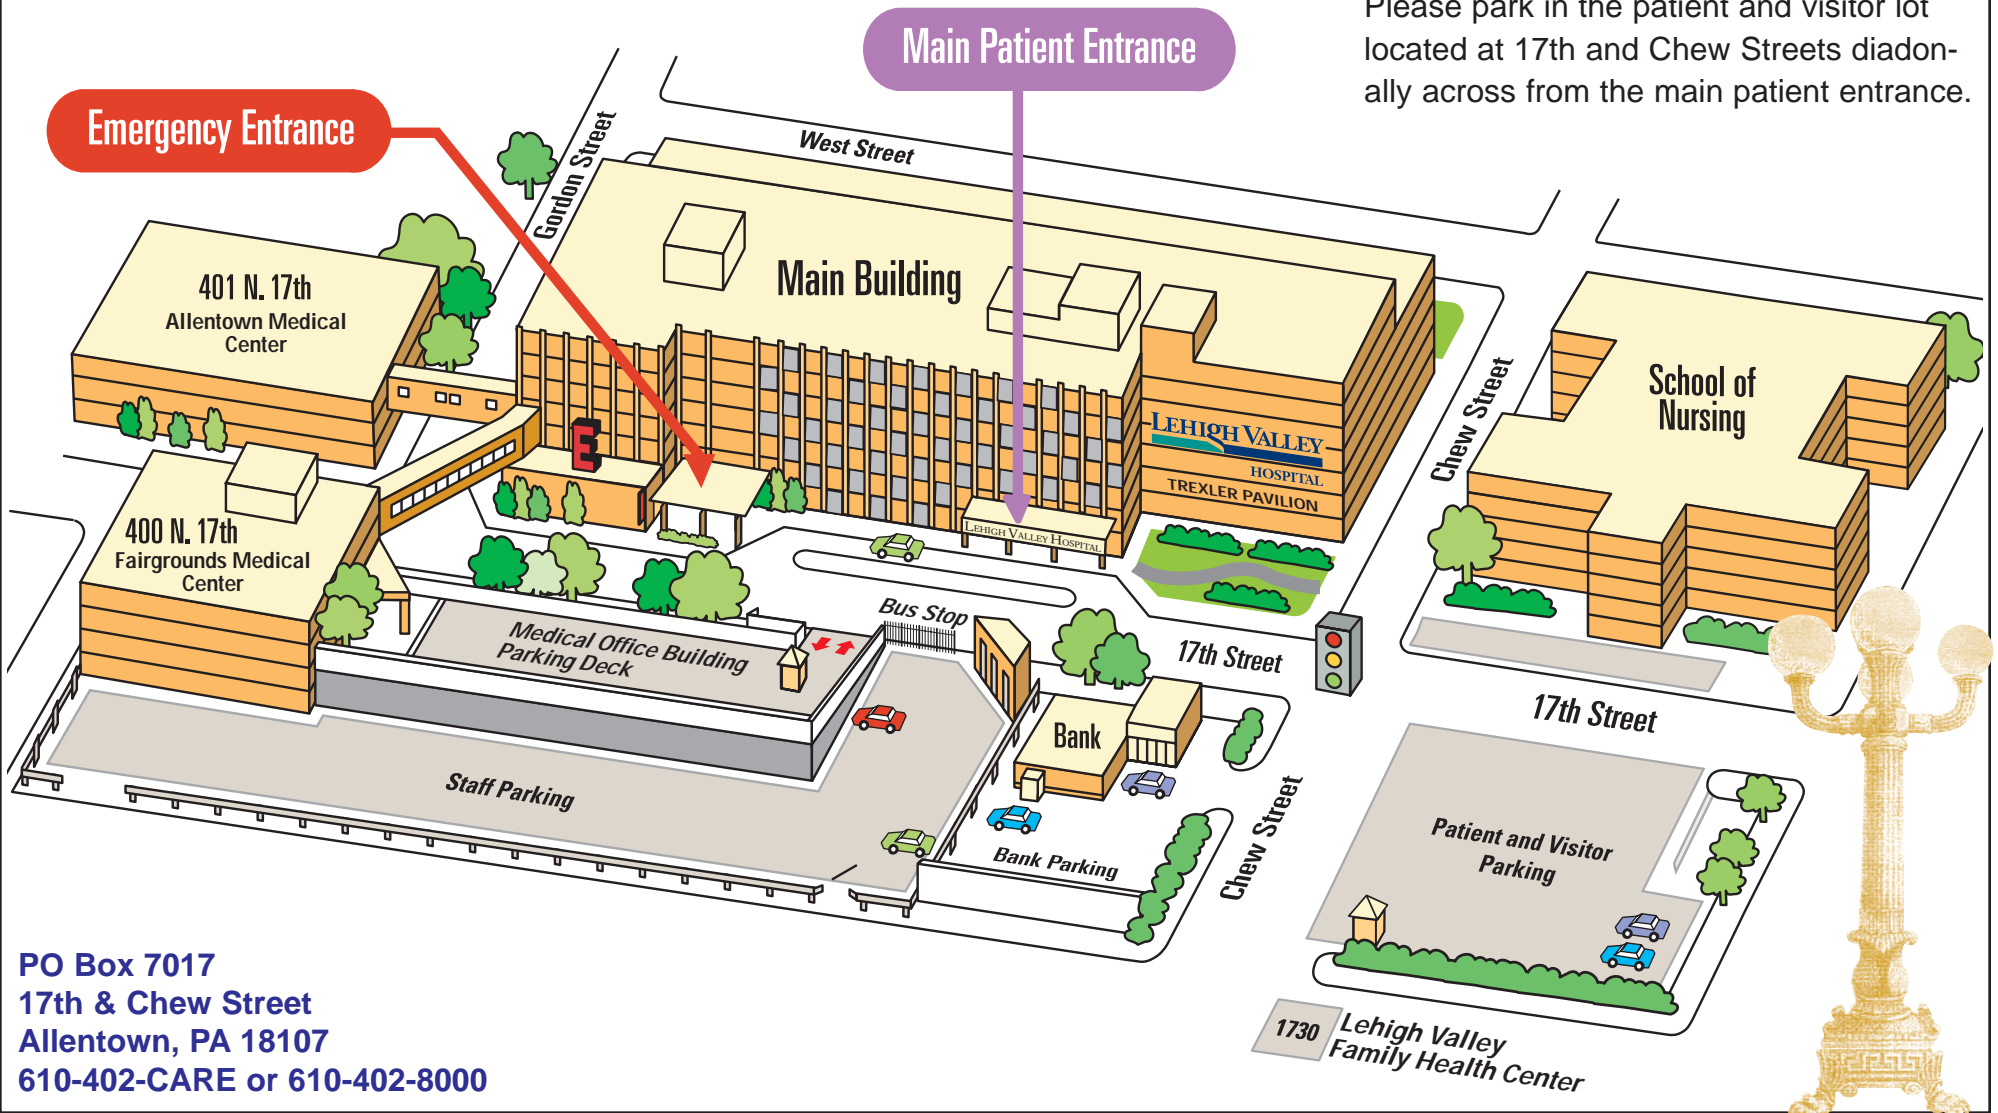 Please park in the patient and visitor lot
located at 17th and Chew Streets diadon-
ally across from the main patient entrance.
Main Patient Entrance
Emergency Entrance
West Street
Gordon Street
Main Building
401 N. 17th
Allentown Medical
Center
School of
Nursing
Chew Street
LEHIGH VALLEY
HOSPITAL
TREXLER PAVILION
E
LEHIGH VALLEY HOSPITAL
400 N. 17th
Fairgrounds Medical
Center
Bus Stop
Medical Office Building
Parking Deck
17th Street
17th Street
Bank
Staff Parking
Bank Parking
Chew Street
Patient and Visitor
Parking
PO Box 7017
17th & Chew Street
Allentown, PA 18107
610-402-CARE or 610-402-8000
1730
Lehigh Valley
Family Health Center